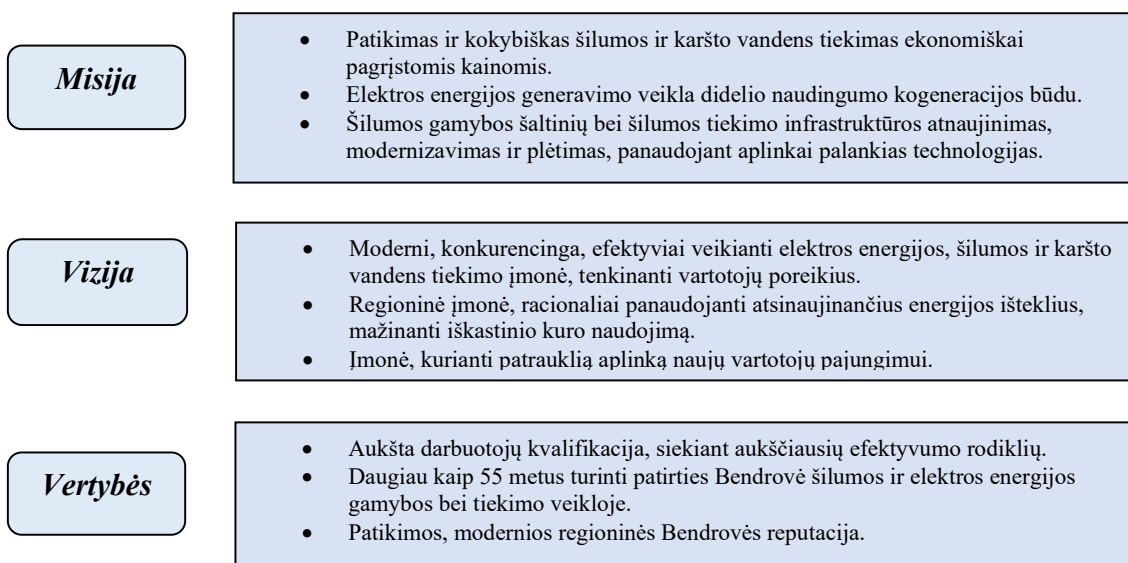 Misija
• Patikimas ir kokybiškas šilumos ir karšto vandens tiekimas ekonomiškai
pagrįstomis kainomis.
• Elektros energijos generavimo veikla didelio naudingumo kogeneracijos būdu.
• Šilumos gamybos šaltinių bei šilumos tiekimo infrastruktūros atnaujinimas,
modernizavimas ir plėtimas, panaudojant aplinkai palankias technologijas.
Vizija
• Moderni, konkurencinga, efektyviai veikianti elektros energijos, šilumos ir karšto
vandens tiekimo įmonė, tenkinanti vartotojų poreikius.
• Regioninė įmonė, racionaliai panaudojanti atsinaujinančius energijos išteklius,
mažinanti iškastinio kuro naudojimą.
• Įmonė, kurianti patrauklią aplinką naujų vartotojų pajungimui.
Vertybės
• Aukšta darbuotojų kvalifikacija, siekiant aukščiausių efektyvumo rodiklių.
• Daugiau kaip 55 metus turinti patirties Bendrovė šilumos ir elektros energijos
gamybos bei tiekimo veikloje.
• Patikimos, modernios regioninės Bendrovės reputacija.